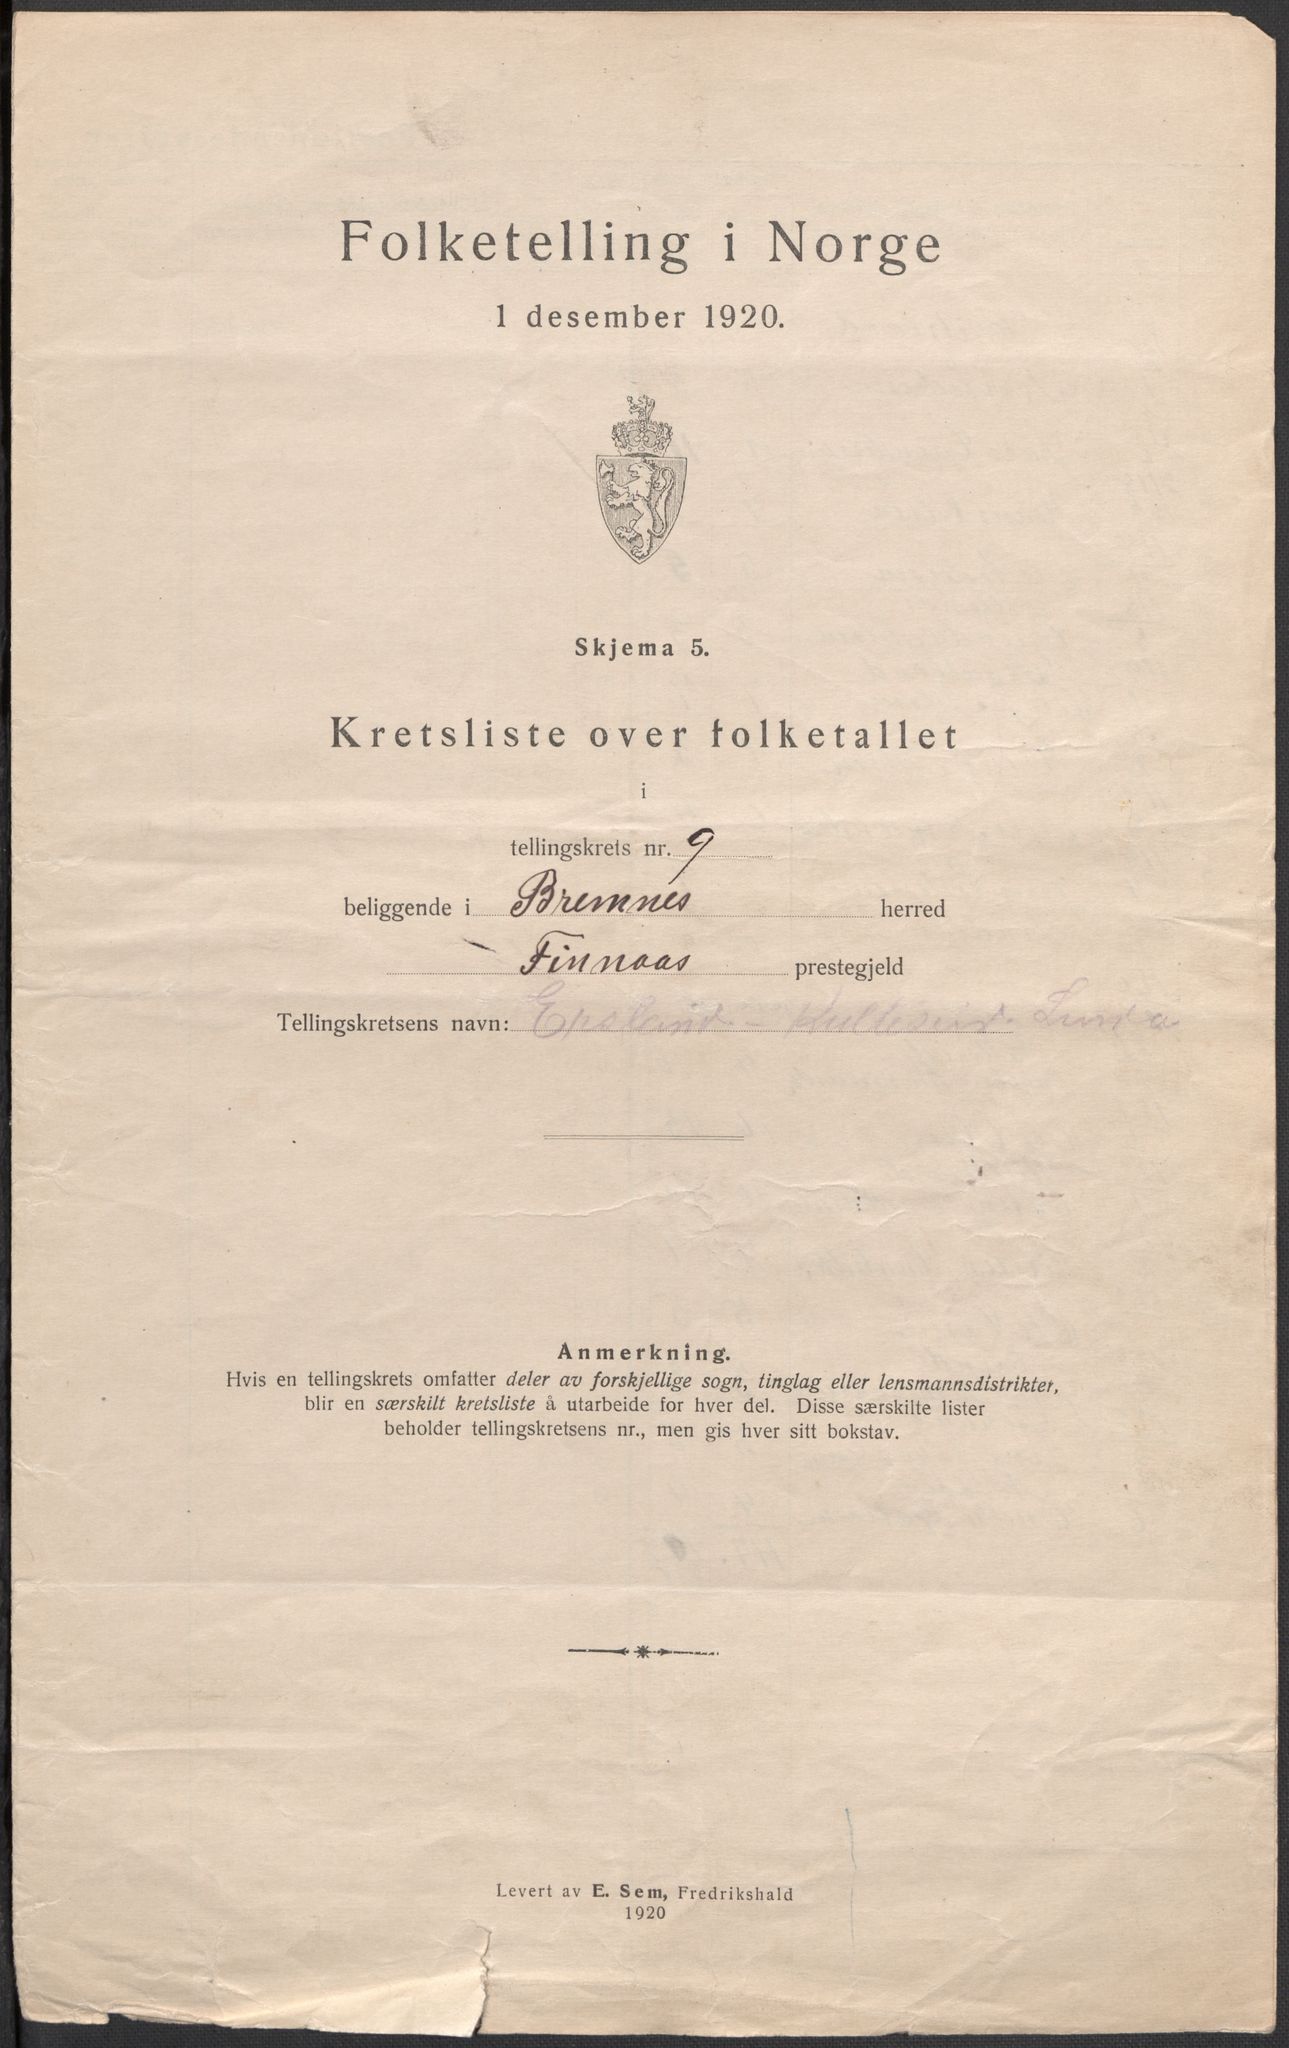 Folketelling i Norge
1 desember 1920.
Skjema 5.
Kretsliste over folketallet
i
tellingskrets nr. 9
beliggende i Bremnes herred
Finnaas prestegjeld
Tellingskretsens navn:
Anmerkning.
Hvis en tellingskrets omfatter deler av forskjellige sogn, tinglag eller lensmannsdistrikter,
blir en særskilt kretsliste å utarbeide for hver del. Disse særskilte lister
beholder tellingskretsens nr., men gis hver sitt bokstav.
Levert av E. Sem, Fredrikshald
1920